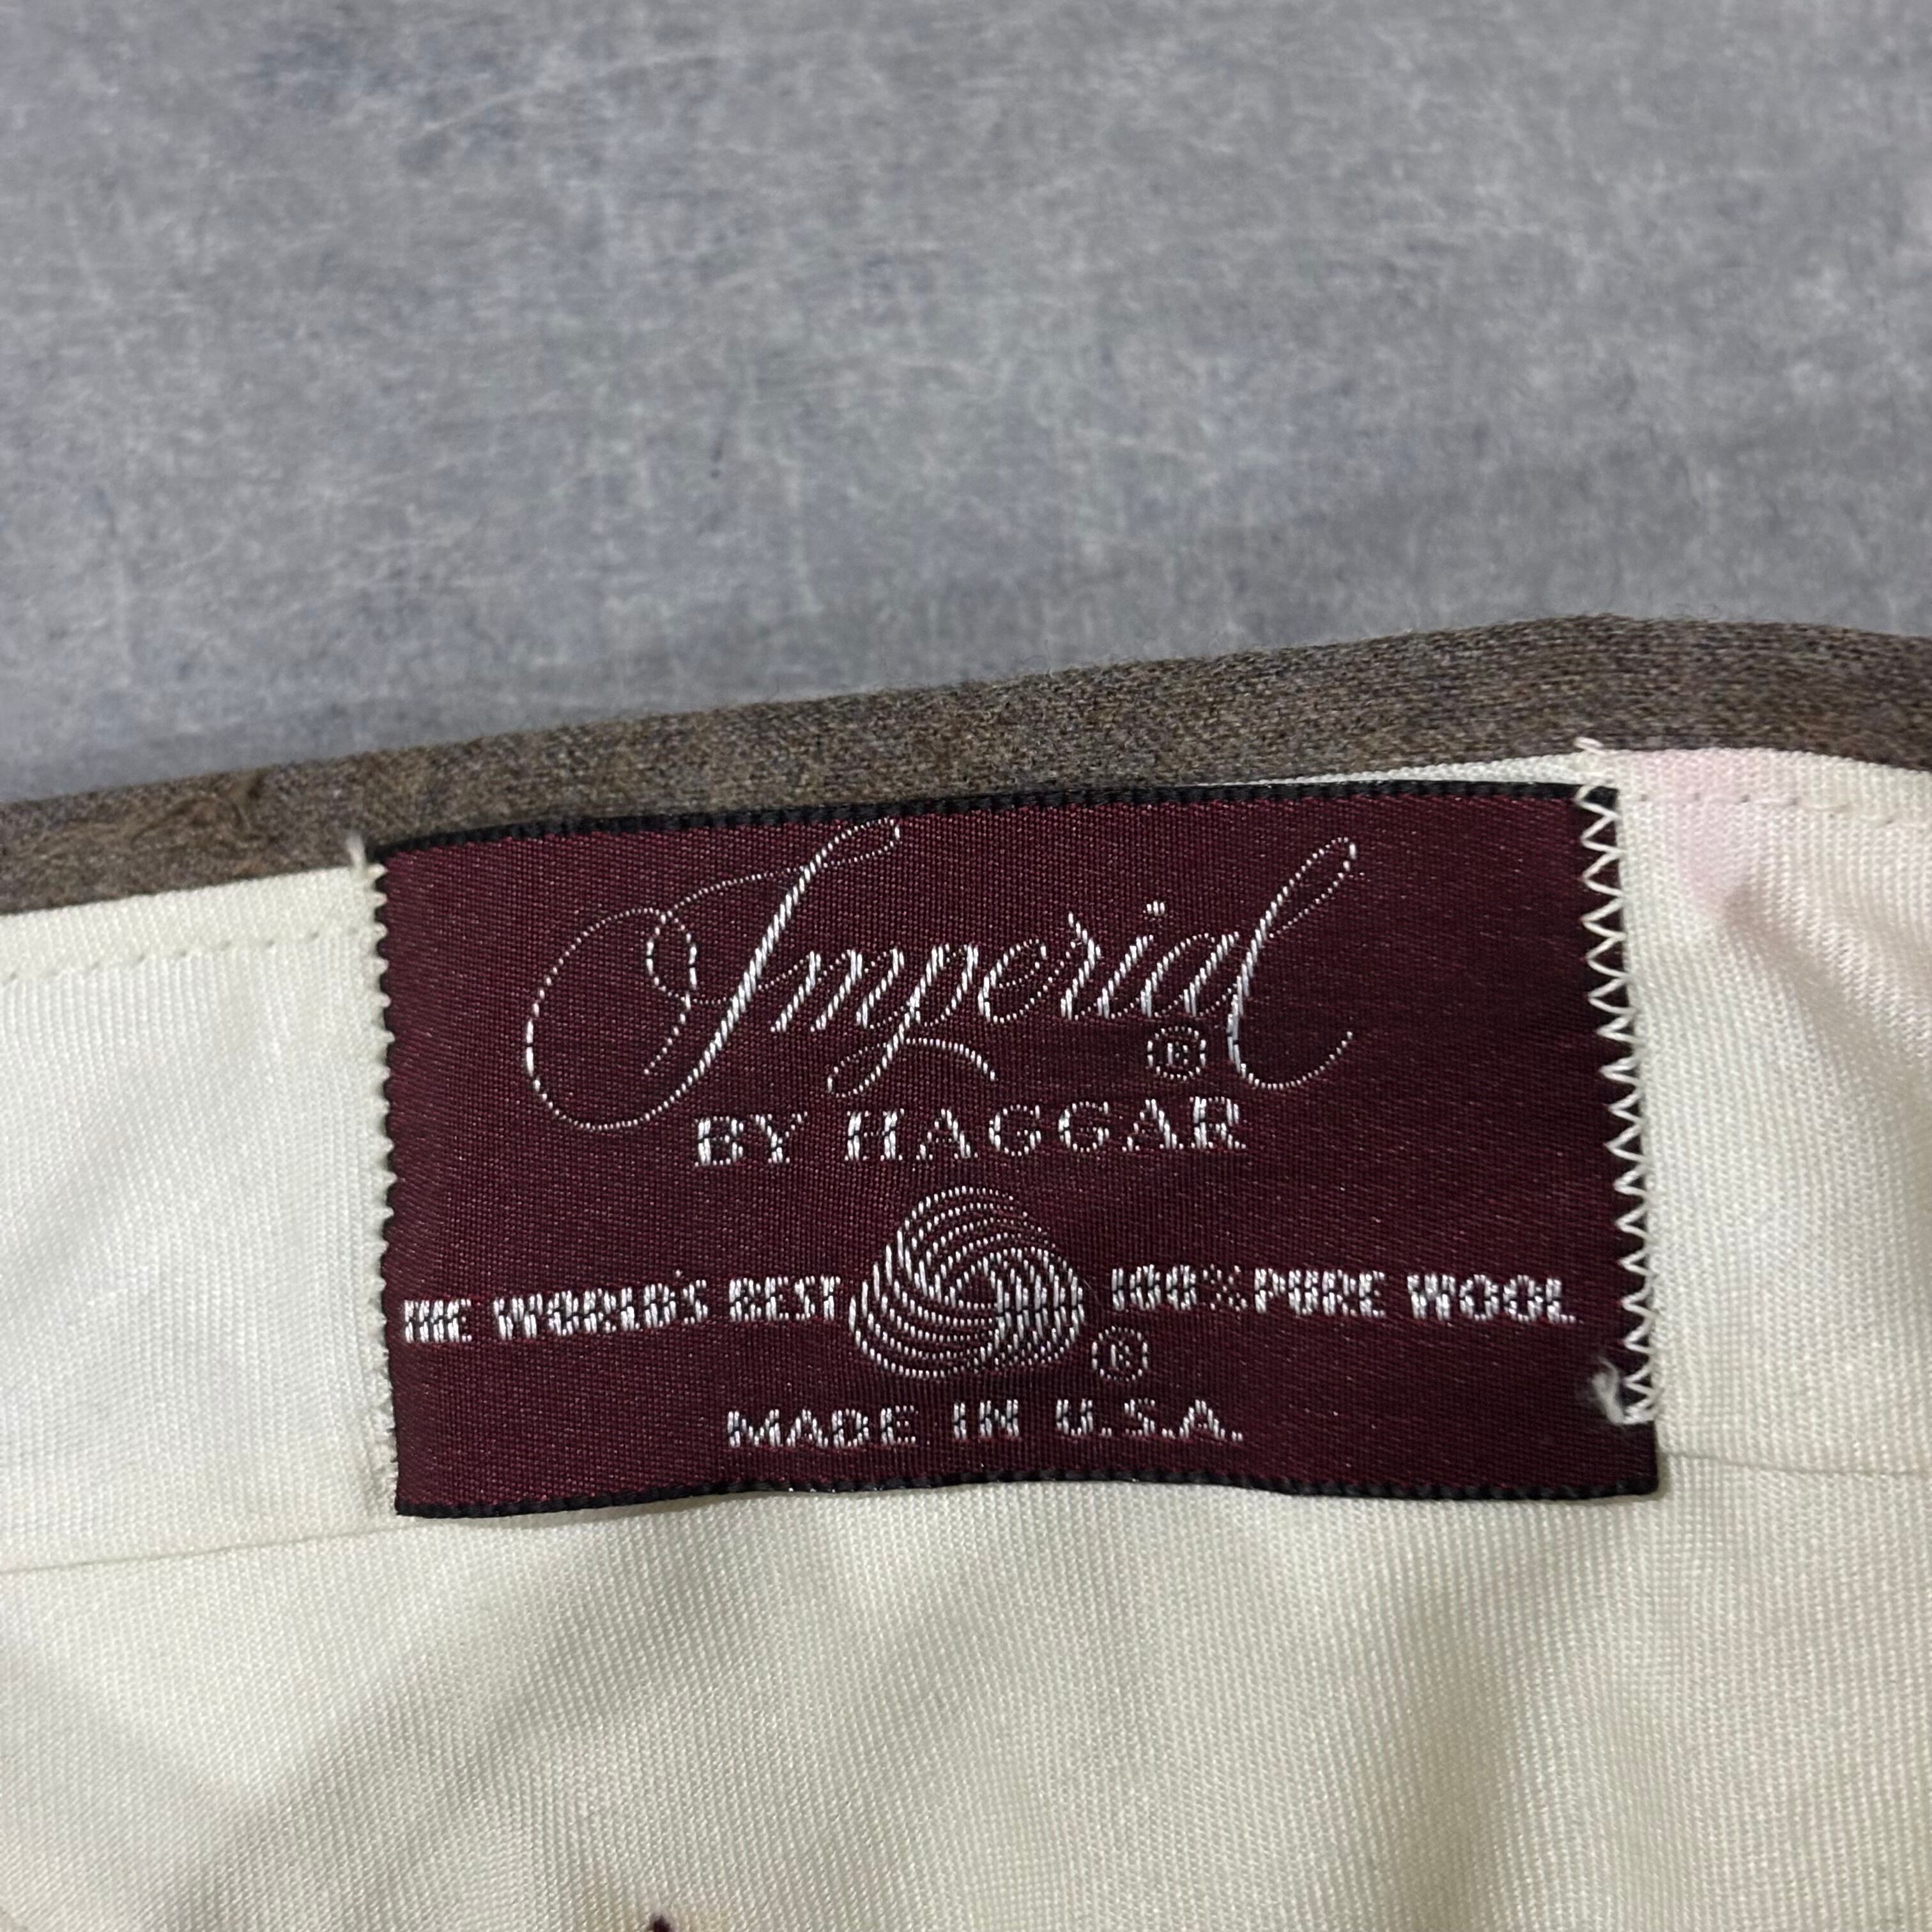 Imperial®
BY HAGGAR
THE WORLD'S BEST 100% PURE WOOL
®
MADE IN U.S.A.